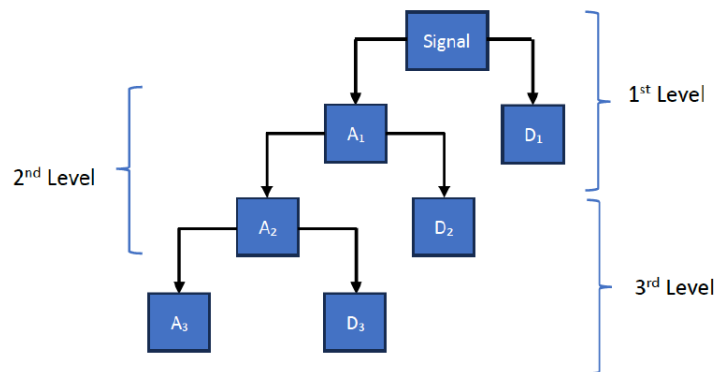 Signal
1st Level
A1
D1
2nd Level
A2
D2
3rd Level
A3
D3